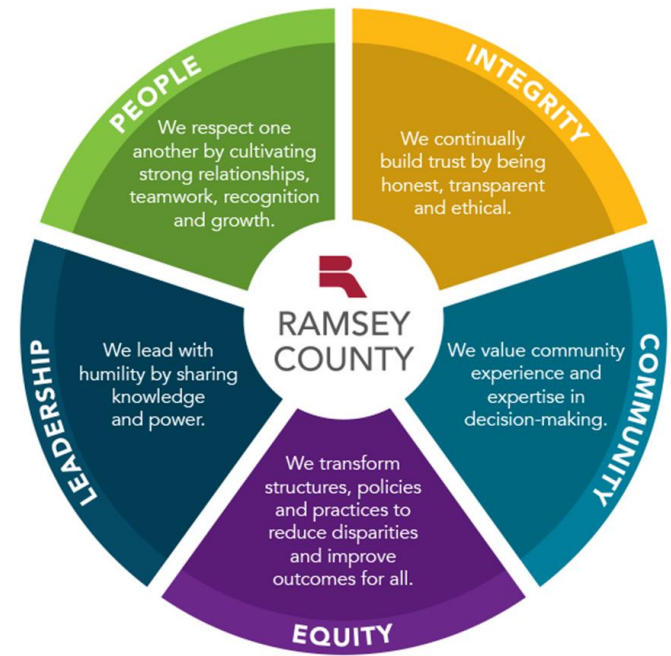 PEOPLE
We respect one
another by cultivating
strong relationships,
teamwork, recognition
and growth.
INTEGRITY
We continually
build trust by being
honest, transparent
and ethical.
COMMUNITY
We value community
experience and
expertise in
decision-making.
EQUITY
We transform
structures, policies
and practices to
reduce disparities
and improve
outcomes for all.
LEADERSHIP
We lead with
humility by sharing
knowledge
and power.
RAMSEY
COUNTY